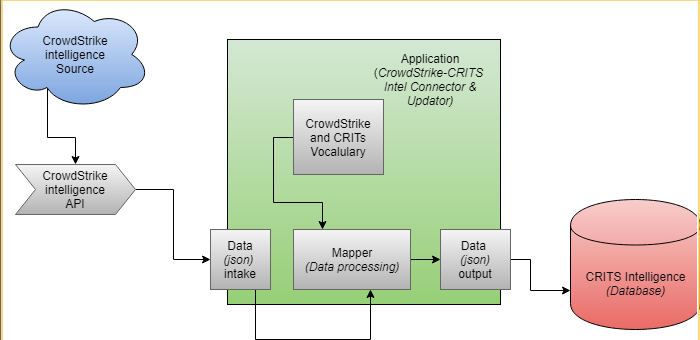 CrowdStrike
intelligence
Source
Application
(CrowdStrike-CRITS
Intel Connector &
Updator)
CrowdStrike
and CRITs
Vocalulary
CrowdStrike
intelligence
API
Data
(json)
intake
Mapper
(Data processing)
Data
(json)
output
CRITS Intelligence
(Database)